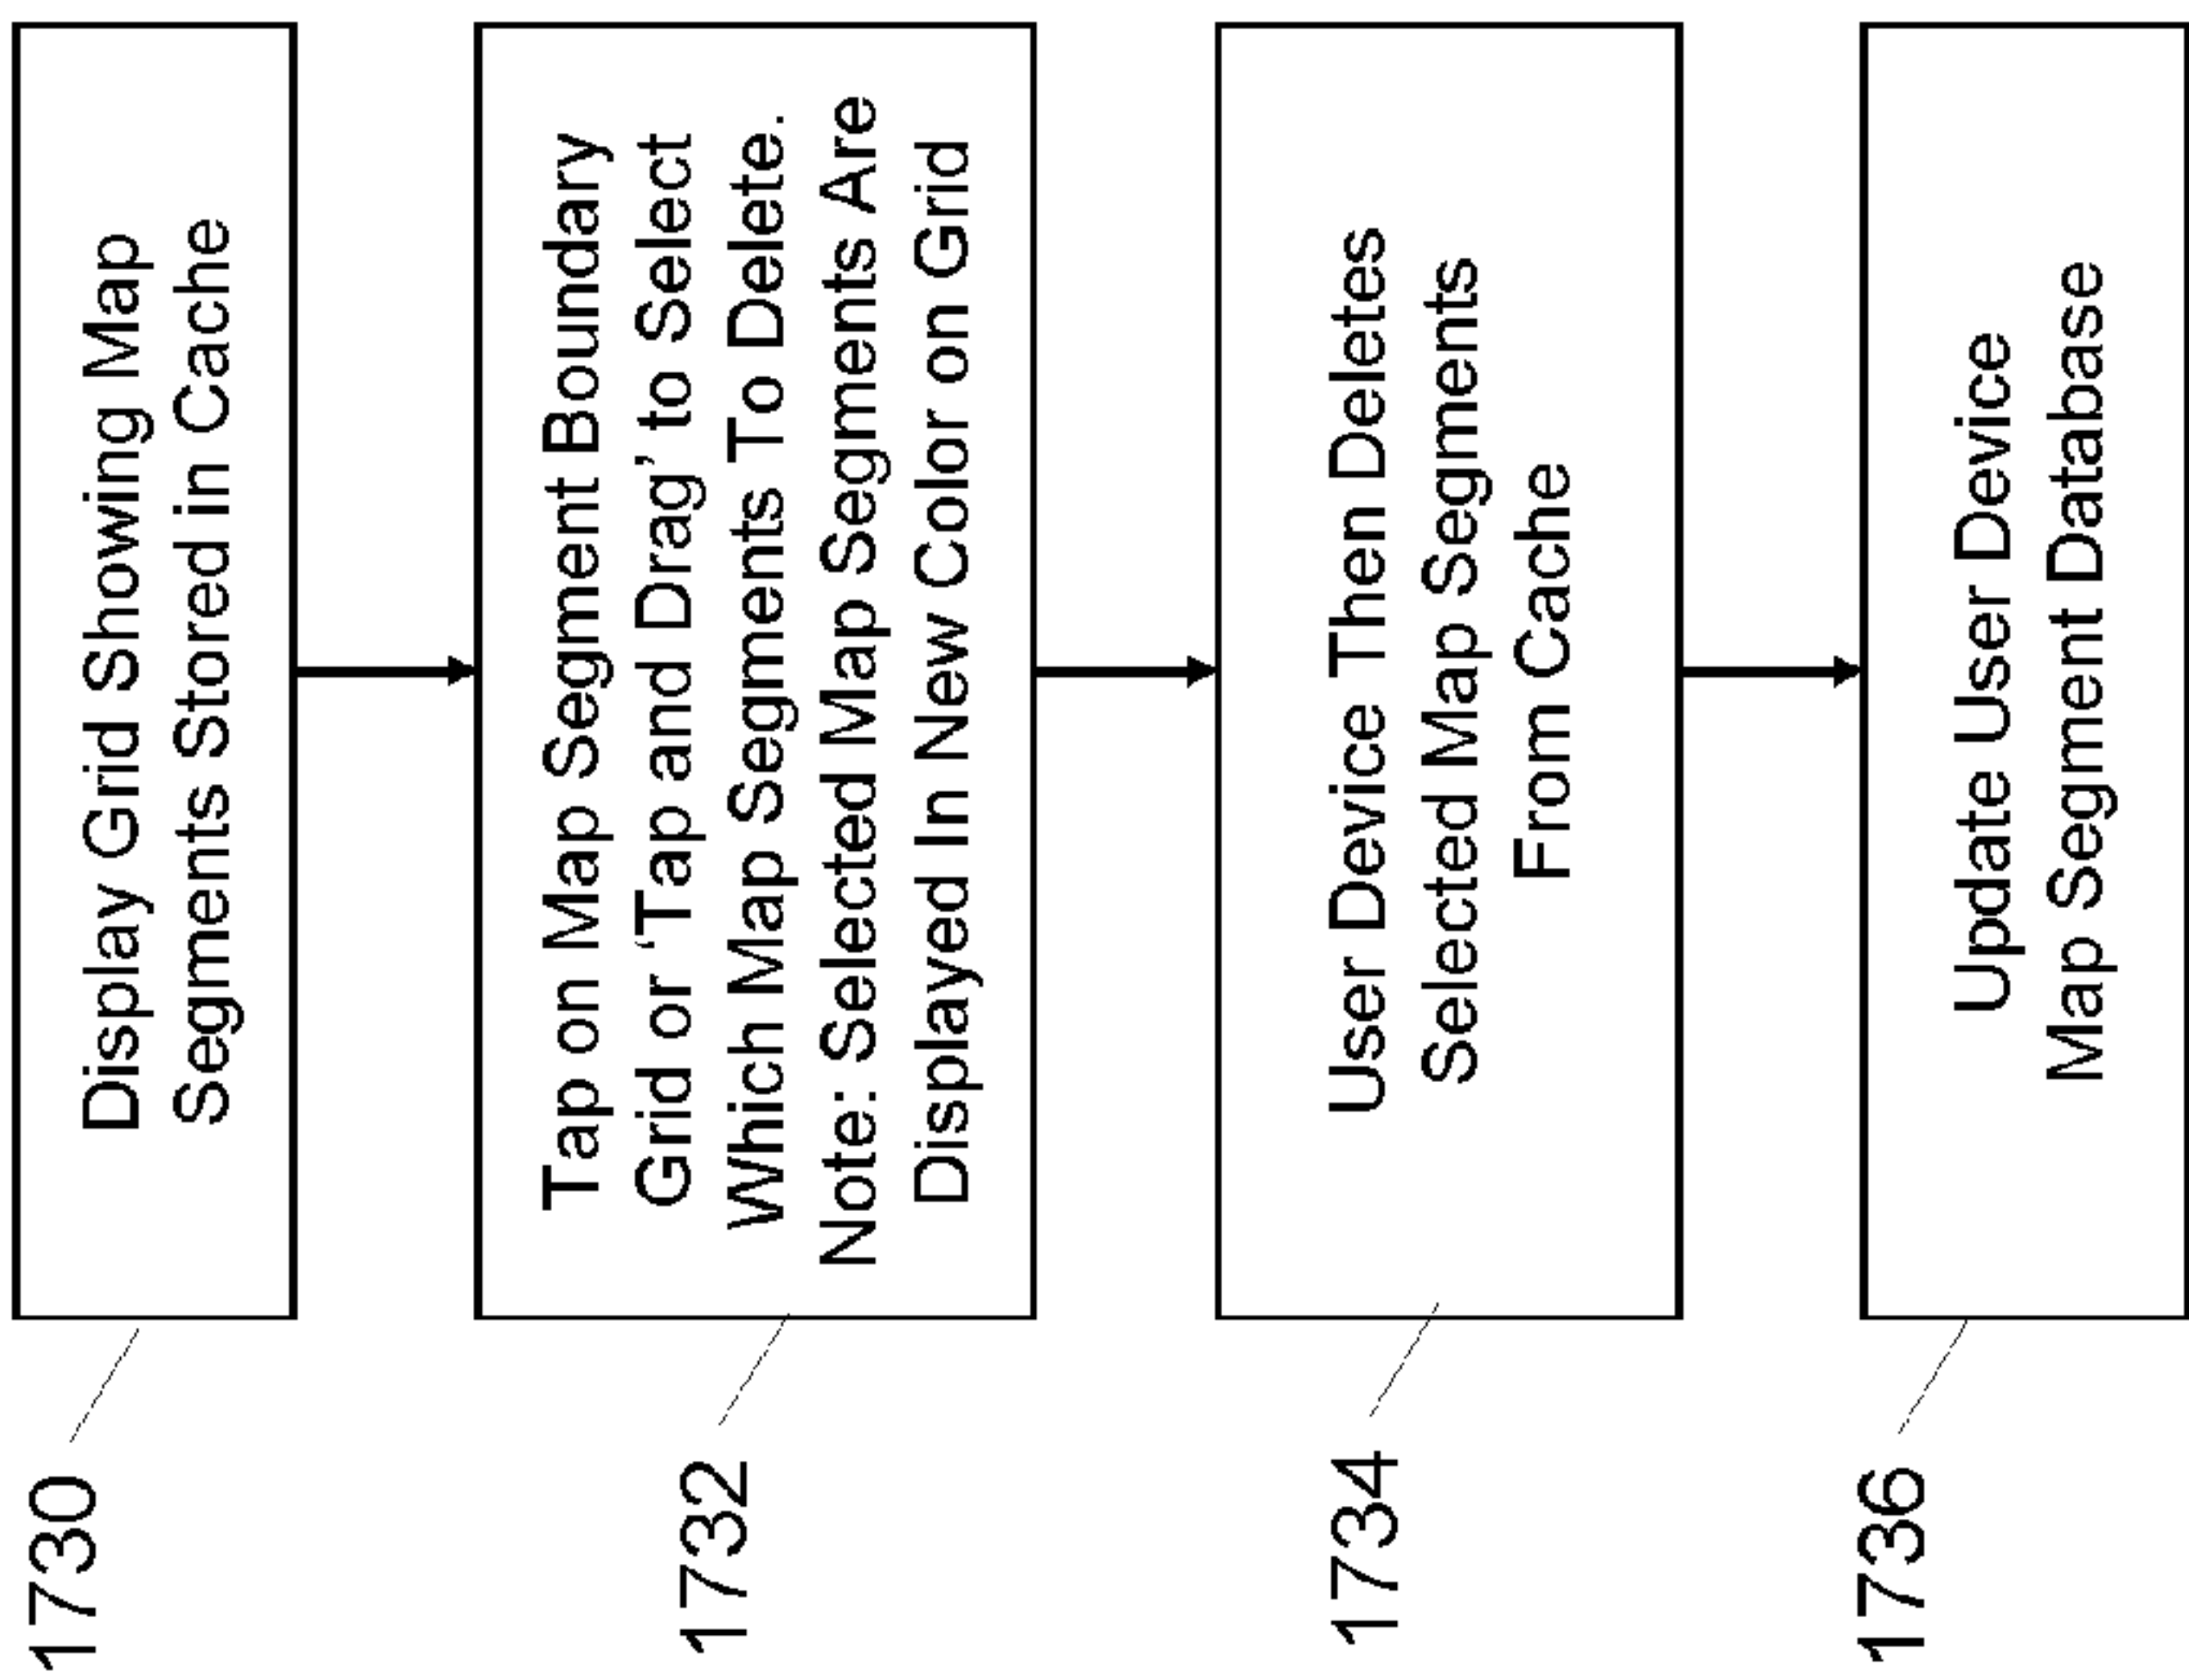 1730
Display Grid Showing Map
Segments Stored in Cache
1732
Tap on Map Segment Boundary
Grid or ‘Tap and Drag’ to Select
Which Map Segments To Delete.
Note: Selected Map Segments Are
Displayed In New Color on Grid
1734
User Device Then Deletes
Selected Map Segments
From Cache
1736
Update User Device
Map Segment Database